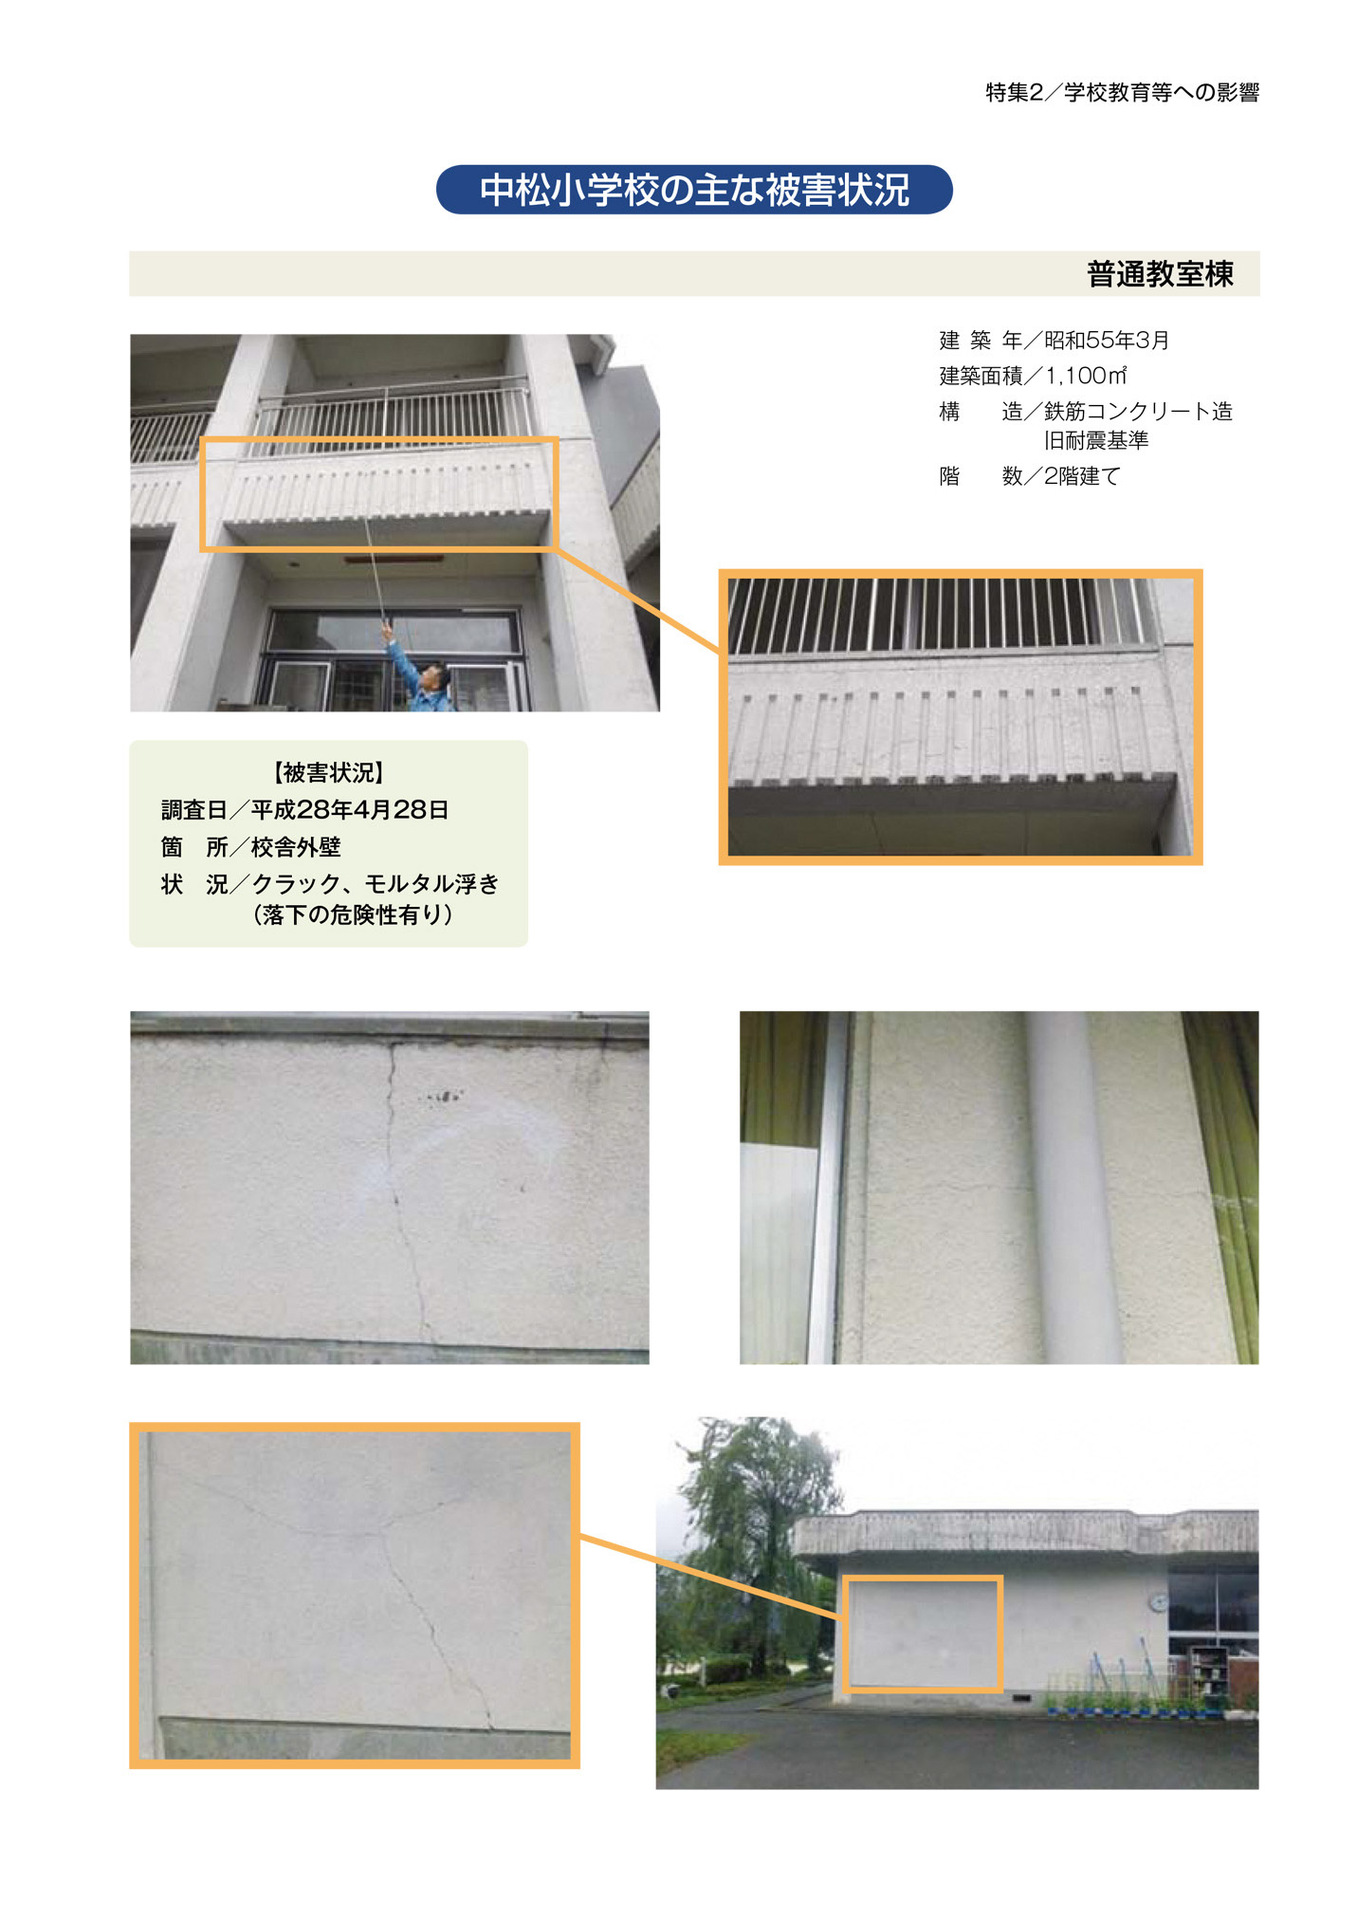 特集2／学校教育等への影響
中松小学校の主な被害状況
普通教室棟
建築年／昭和55年3月
建築面積／1,100㎡
構　　造／鉄筋コンクリート造
旧耐震基準
階　　数／2階建て
【被害状況】
調査日／平成28年4月28日
箇　所／校舎外壁
状　況／クラック、モルタル浮き
（落下の危険性有り）